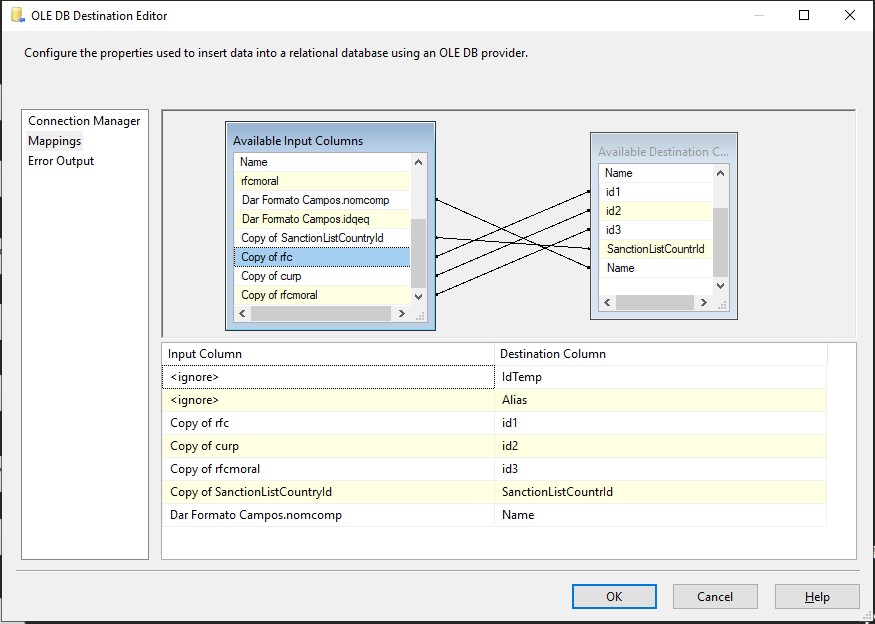 OLE DB Destination Editor
Configure the properties used to insert data into a relational database using an OLE DB provider.
Connection Manager
Mappings
Error Output
Available Input Columns
Name
rfcmoral
Dar Formato Campos.nomcomp
Dar Formato Campos.idqeq
Copy of SanctionListCountryId
Copy of rfc
Copy of curp
Copy of rfcmoral
Available Destination C...
Name
id1
id2
id3
SanctionListCountrId
Name
Input Column Destination Column
<ignore> IdTemp
<ignore> Alias
Copy of rfc id1
Copy of curp id2
Copy of rfcmoral id3
Copy of SanctionListCountryId SanctionListCountrId
Dar Formato Campos.nomcomp Name
OK Cancel Help